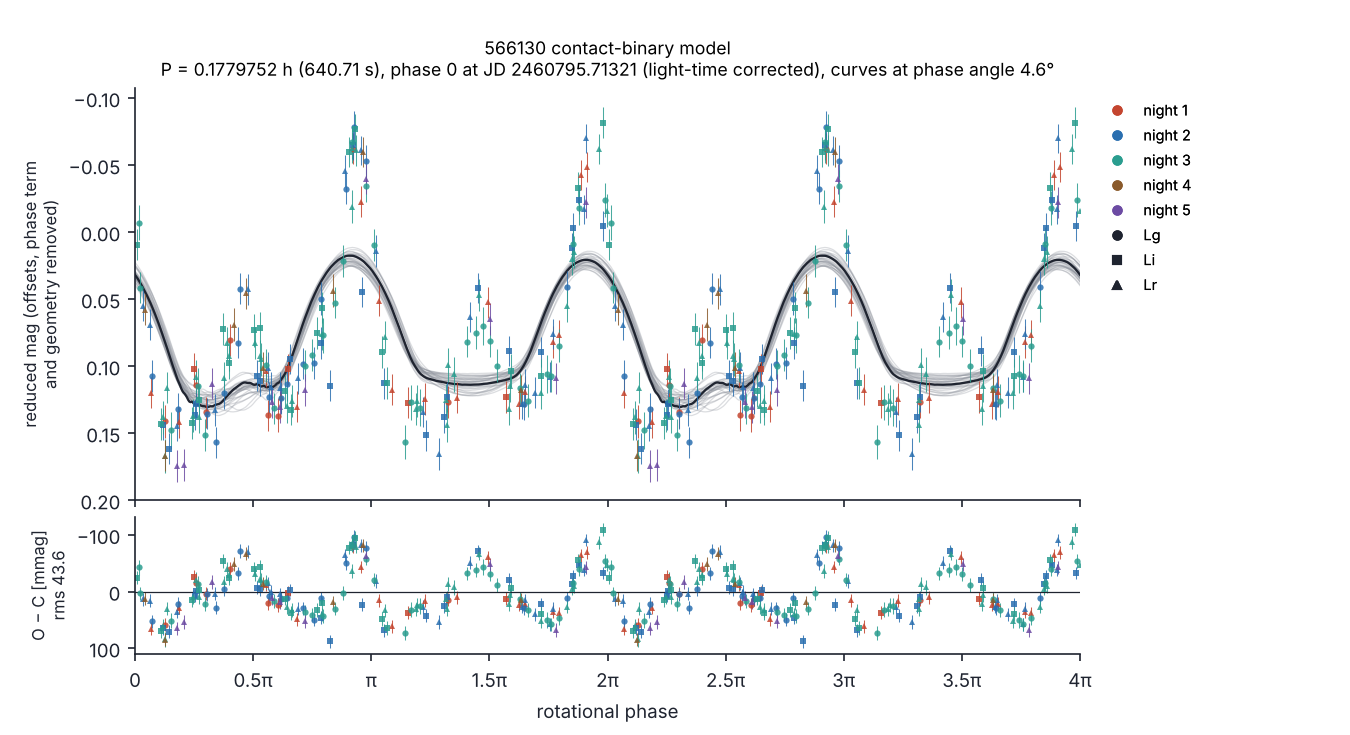 566130 contact-binary model
P = 0.1779752 h (640.71 s), phase 0 at JD 2460795.71321 (light-time corrected), curves at phase angle 4.6°
reduced mag (offsets, phase term
and geometry removed)
−0.10
−0.05
0.00
0.05
0.10
0.15
0.20
night 1
night 2
night 3
night 4
night 5
Lg
Li
Lr
O − C [mmag]
rms 43.6
−100
0
100
0
0.5π
π
1.5π
2π
2.5π
3π
3.5π
4π
rotational phase